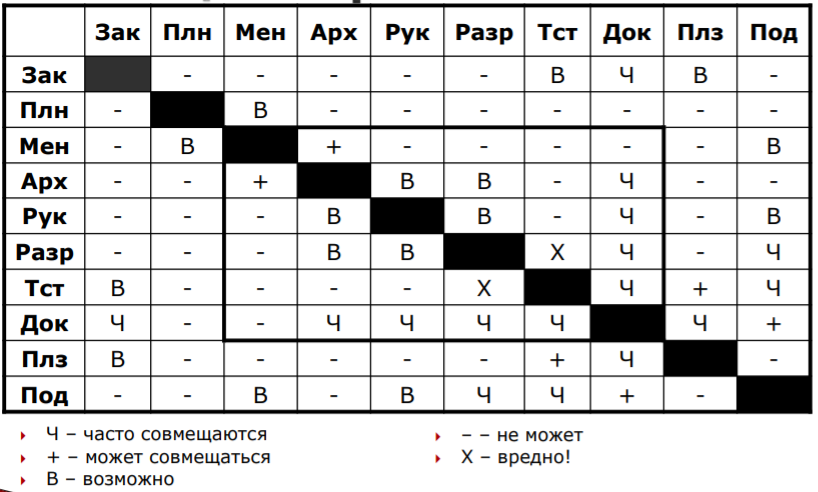 Зак Плн Мен Арх Рук Разр Тст Док Плз Под
Зак - - - - - В Ч В -
Плн - В - - - - - - -
Мен - В + - - - - - В
Арх - - + В В - Ч - -
Рук - - - В В - Ч - В
Разр - - - В В Х Ч - Ч
Тст В - - - - Х Ч + Ч
Док Ч - - Ч Ч Ч Ч Ч +
Плз В - - - - - + Ч -
Под - - В - В Ч Ч + -
Ч – часто совмещаются
+ – может совмещаться
В – возможно
– – не может
Х – вредно!